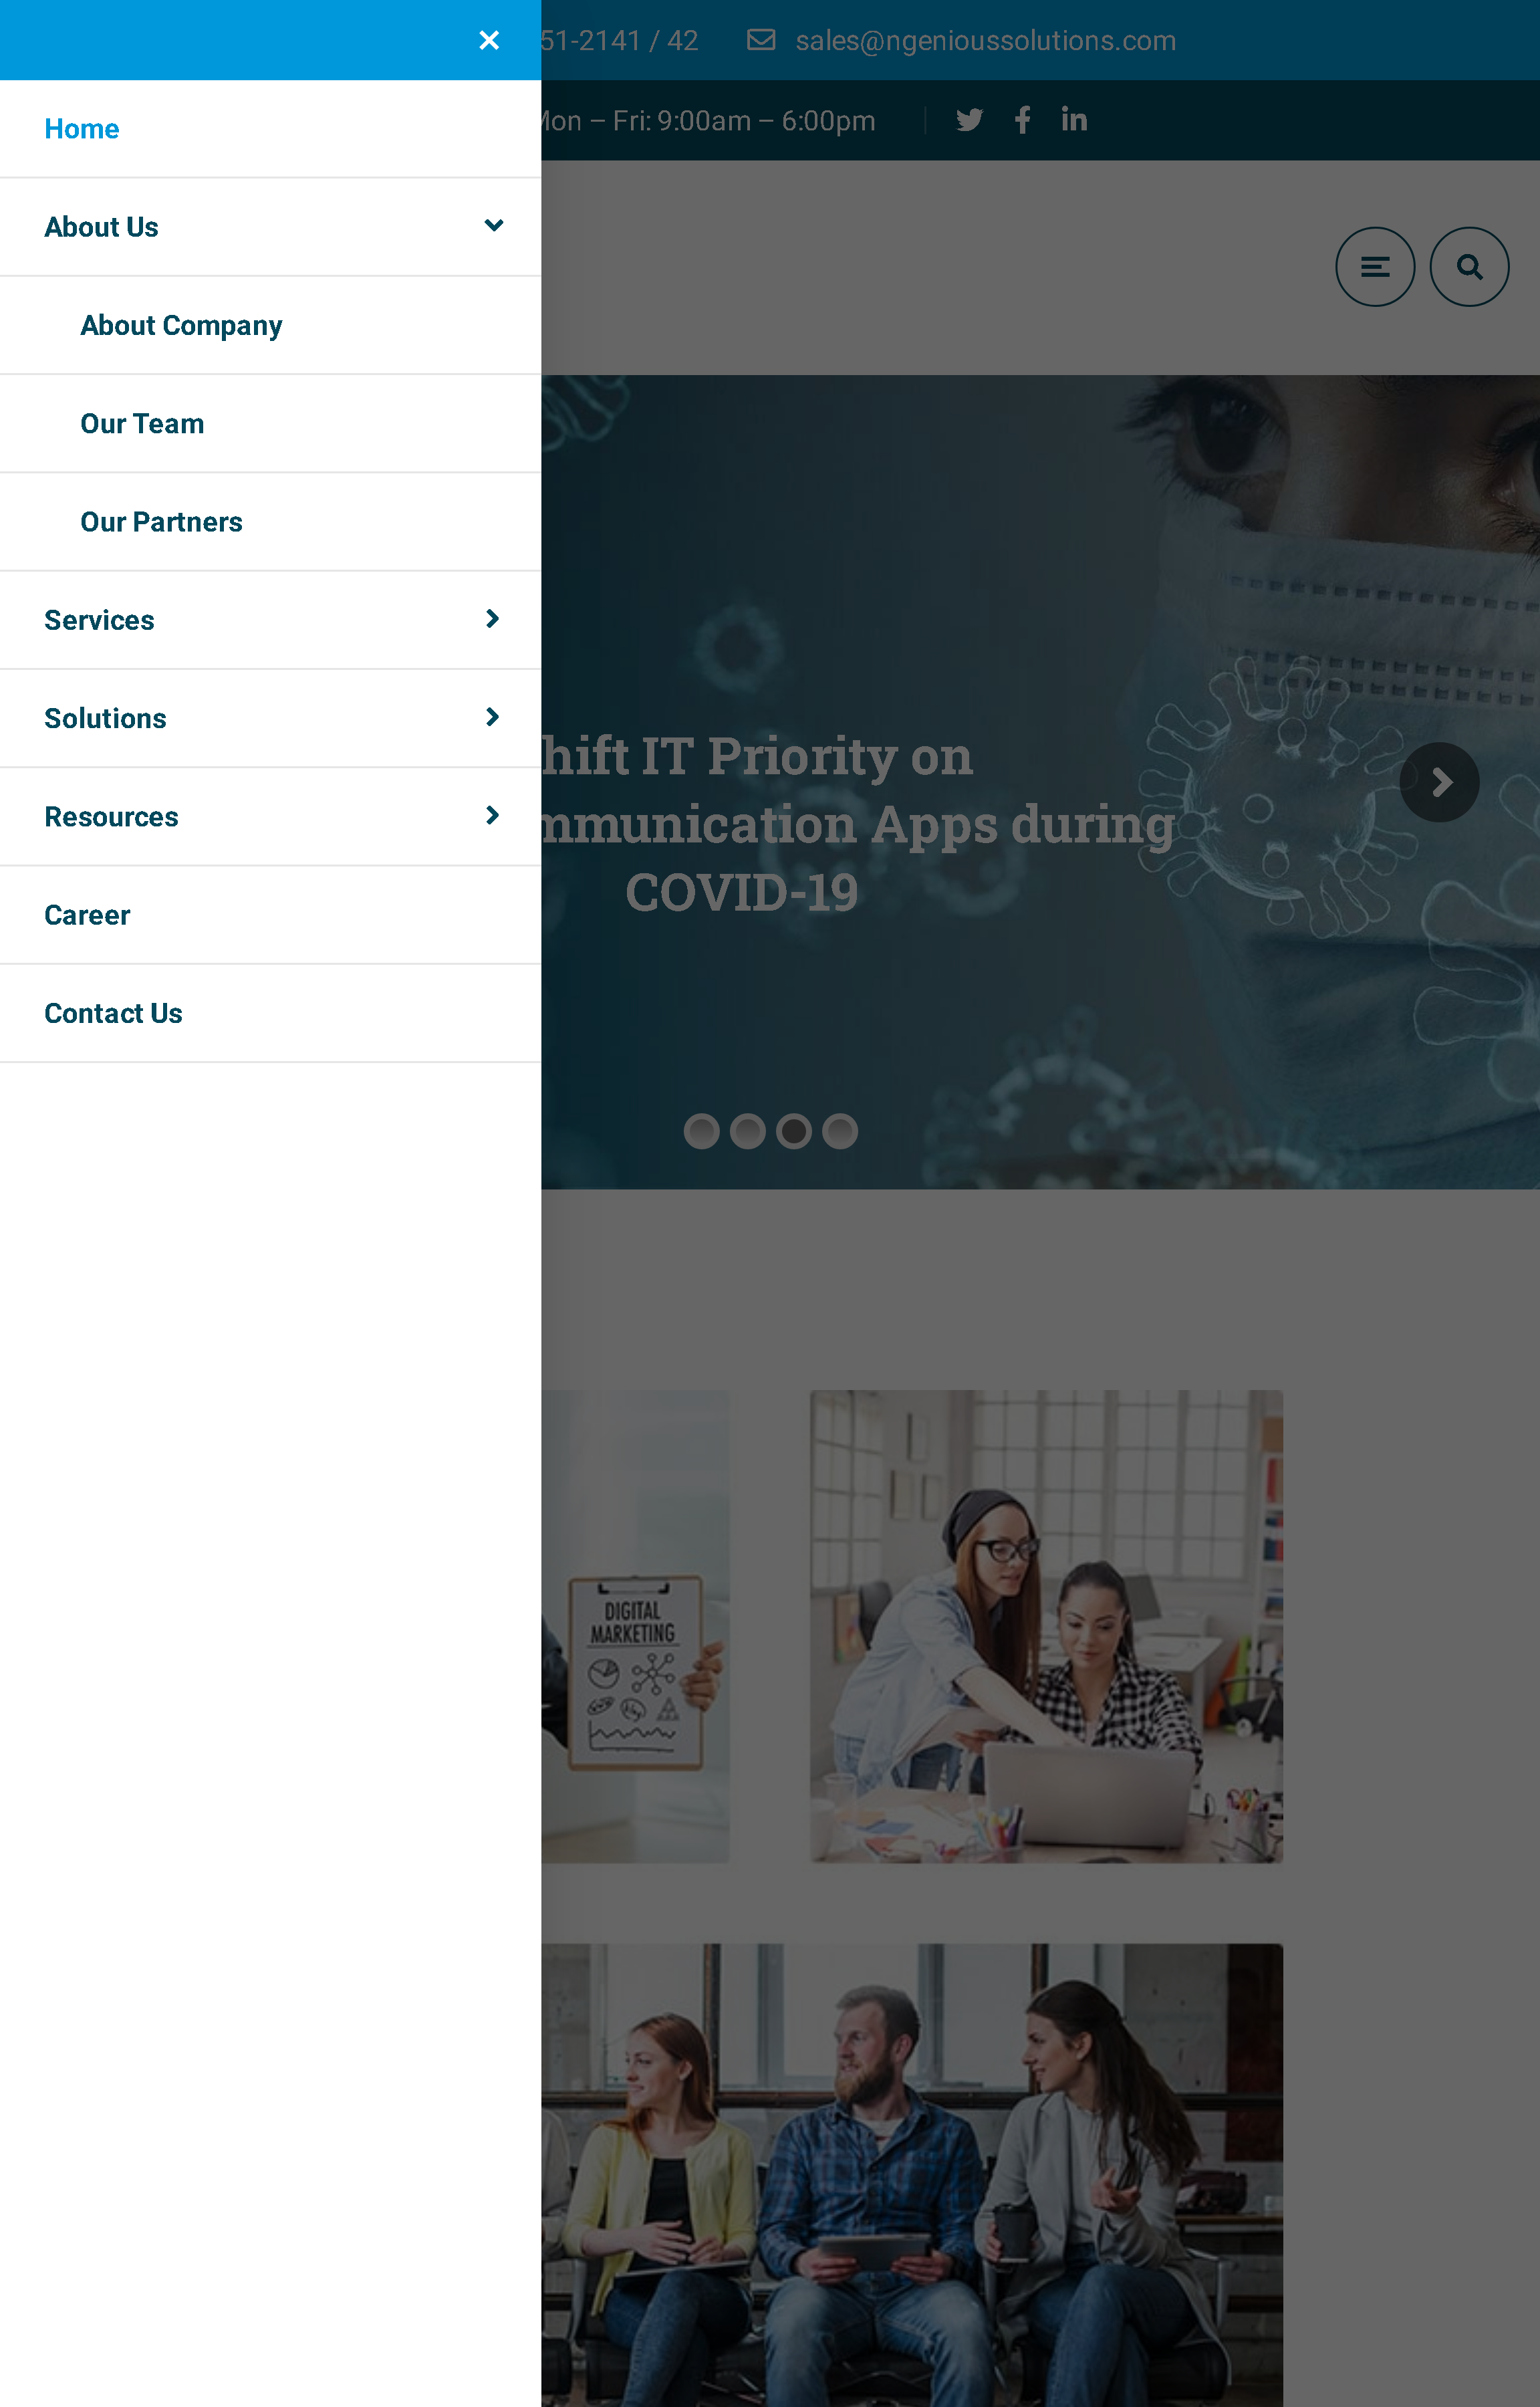 51-2141 / 42 sales@ngenioussolutions.com
Mon – Fri: 9:00am – 6:00pm
Home
About Us
About Company
Our Team
Our Partners
Services
Solutions
Resources
Career
Contact Us
hift IT Priority on
mmunication Apps during
COVID-19
DIGITAL
MARKETING